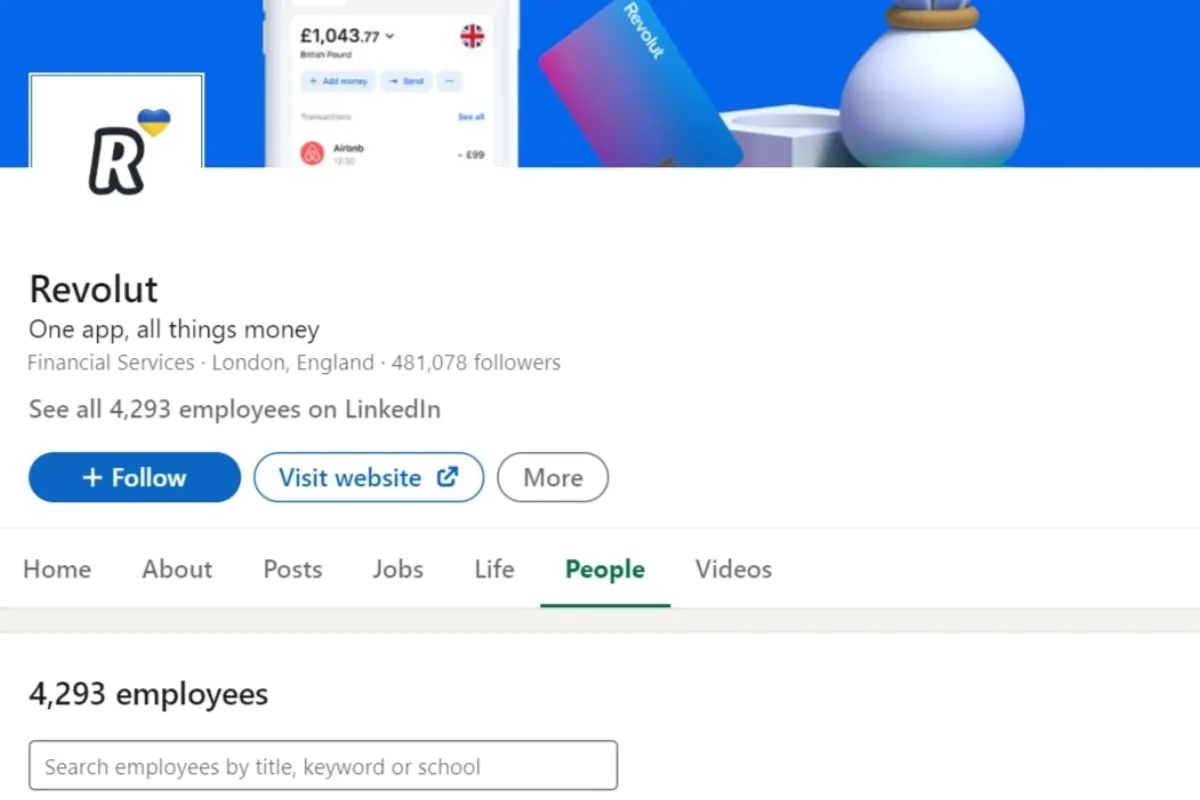 £1,043.77
British Pound
+ Add money → Send ···
Transactions See all
Airbnb
12:30 - £99
Revolut
R
Revolut
One app, all things money
Financial Services · London, England · 481,078 followers
See all 4,293 employees on LinkedIn
+ Follow Visit website More
Home About Posts Jobs Life People Videos
4,293 employees
Search employees by title, keyword or school